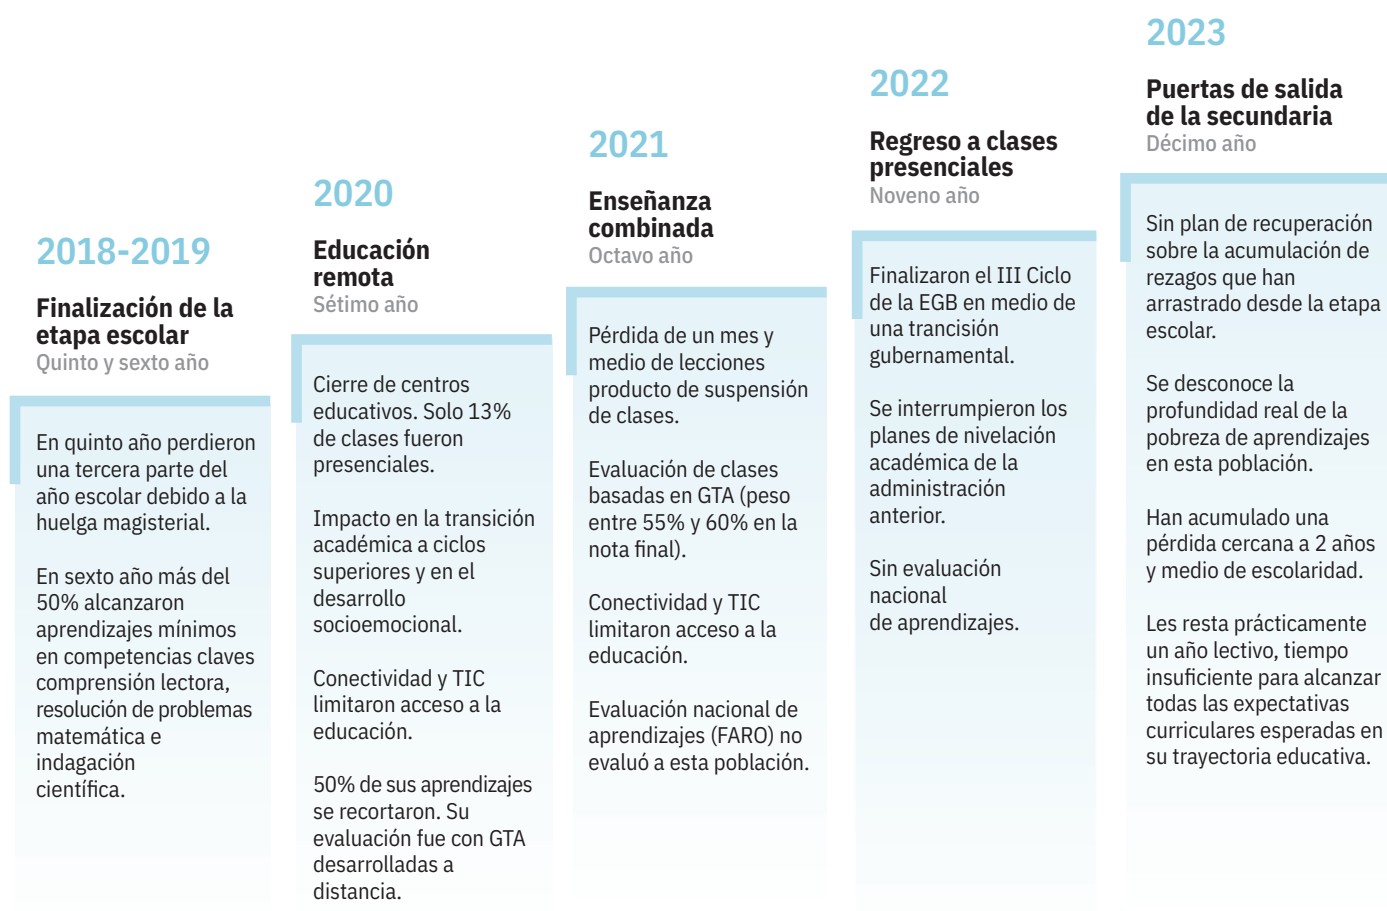 2018-2019
Finalización de la
etapa escolar
Quinto y sexto año
En quinto año perdieron
una tercera parte del
año escolar debido a la
huelga magisterial.
En sexto año más del
50% alcanzaron
aprendizajes mínimos
en competencias claves
comprensión lectora,
resolución de problemas
matemática e
indagación
científica.
2020
Educación
remota
Sétimo año
Cierre de centros
educativos. Solo 13%
de clases fueron
presenciales.
Impacto en la transición
académica a ciclos
superiores y en el
desarrollo
socioemocional.
Conectividad y TIC
limitaron acceso a la
educación.
50% de sus aprendizajes
se recortaron. Su
evaluación fue con GTA
desarrolladas a
distancia.
2021
Enseñanza
combinada
Octavo año
Pérdida de un mes y
medio de lecciones
producto de suspensión
de clases.
Evaluación de clases
basadas en GTA (peso
entre 55% y 60% en la
nota final).
Conectividad y TIC
limitaron acceso a la
educación.
Evaluación nacional de
aprendizajes (FARO) no
evaluó a esta población.
2022
Regreso a clases
presenciales
Noveno año
Finalizaron el III Ciclo
de la EGB en medio de
una trancisión
gubernamental.
Se interrumpieron los
planes de nivelación
académica de la
administración
anterior.
Sin evaluación
nacional
de aprendizajes.
2023
Puertas de salida
de la secundaria
Décimo año
Sin plan de recuperación
sobre la acumulación de
rezagos que han
arrastrado desde la etapa
escolar.
Se desconoce la
profundidad real de la
pobreza de aprendizajes
en esta población.
Han acumulado una
pérdida cercana a 2 años
y medio de escolaridad.
Les resta prácticamente
un año lectivo, tiempo
insuficiente para alcanzar
todas las expectativas
curriculares esperadas en
su trayectoria educativa.